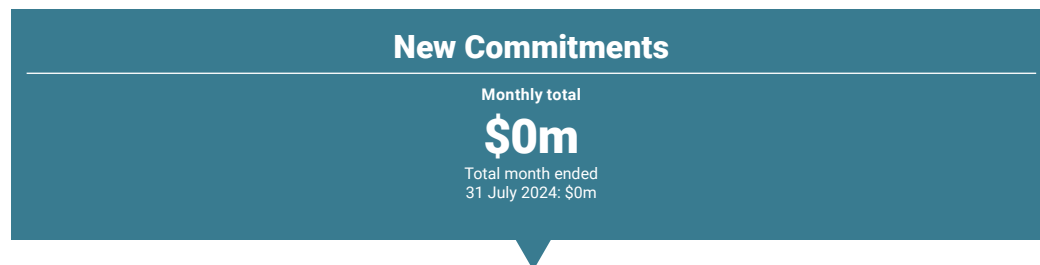 New Commitments
Monthly total
$0m
Total month ended
31 July 2024: $0m